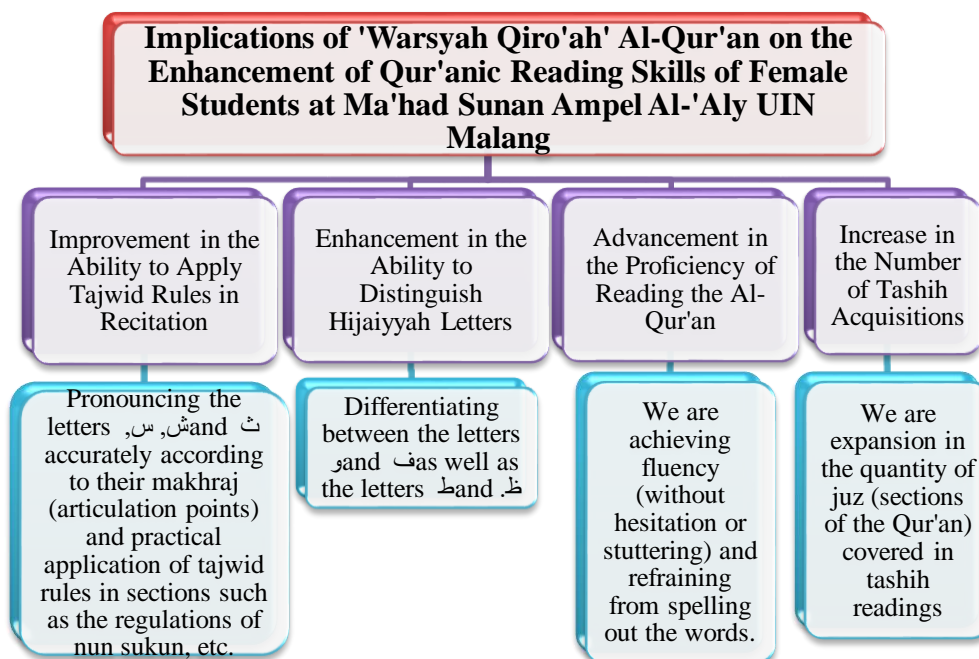 Implications of 'Warsyah Qiro'ah' Al-Qur'an on the
Enhancement of Qur'anic Reading Skills of Female
Students at Ma'had Sunan Ampel Al-'Aly UIN
Malang
Improvement in the
Ability to Apply
Tajwid Rules in
Recitation
Enhancement in the
Ability to
Distinguish
Hijaiyyah Letters
Advancement in
the Proficiency of
Reading the Al-
Qur'an
Increase in
the Number
of Tashih
Acquisitions
Pronouncing the
letters ,س ,شand ث
accurately according
to their makhraj
(articulation points)
and practical
application of tajwid
rules in sections such
as the regulations of
nun sukun, etc.
Differentiating
between the letters
وand فas well as
the letters طand .ظ
We are
achieving
fluency
(without
hesitation or
stuttering) and
refraining
from spelling
out the words.
We are
expansion in
the quantity of
juz (sections
of the Qur'an)
covered in
tashih
readings